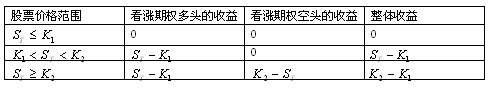 股票价格范围 看涨期权多头的收益 看涨期权空头的收益 整体收益
S_T ≤ K_1 0 0 0
K_1 < S_T < K_2 S_T − K_1 0 S_T − K_1
S_T ≥ K_2 S_T − K_1 K_2 − S_T K_2 − K_1